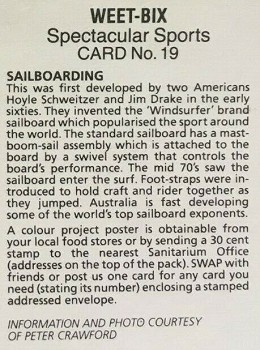 WEET-BIX
Spectacular Sports
CARD No. 19
SAILBOARDING
This was first developed by two Americans
Hoyle Schweitzer and Jim Drake in the early
sixties. They invented the 'Windsurfer' brand
sailboard which popularised the sport around
the world. The standard sailboard has a mast-
boom-sail assembly which is attached to the
board by a swivel system that controls the
board's performance. The mid 70's saw the
sailboard enter the surf. Foot-straps were in-
troduced to hold craft and rider together as
they jumped. Australia is fast developing
some of the world's top sailboard exponents.
A colour project poster is obtainable from
your local food stores or by sending a 30 cent
stamp to the nearest Sanitarium Office
(addresses on the top of the pack). SWAP with
friends or post us one card for any card you
need (stating its number) enclosing a stamped
addressed envelope.
INFORMATION AND PHOTO COURTESY
OF PETER CRAWFORD